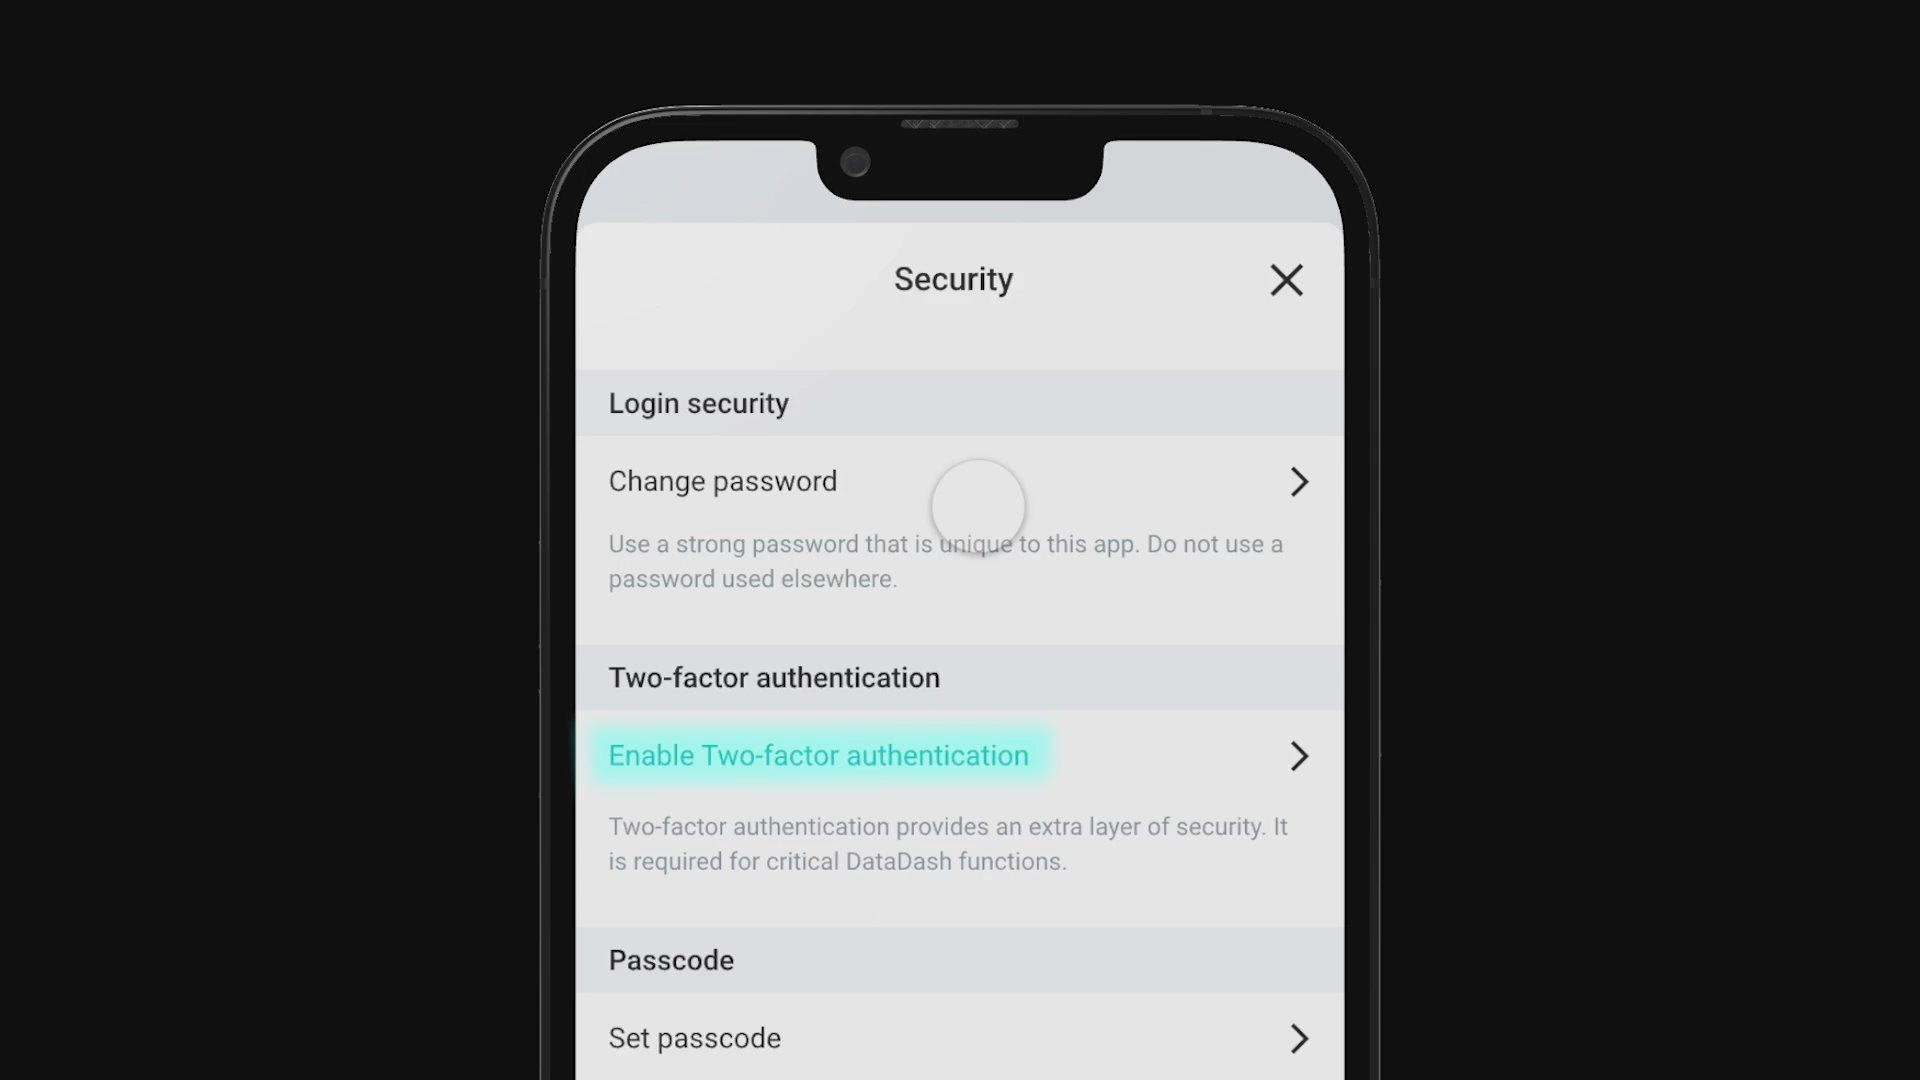 Security
Login security
Change password
Use a strong password that is unique to this app. Do not use a
password used elsewhere.
Two-factor authentication
Enable Two-factor authentication
Two-factor authentication provides an extra layer of security. It
is required for critical DataDash functions.
Passcode
Set passcode